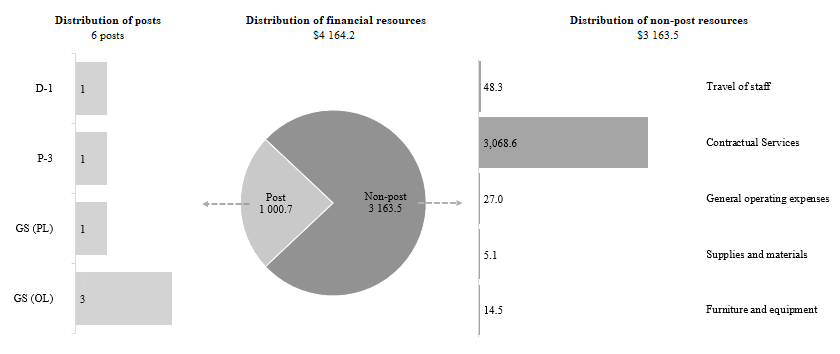 Distribution of posts
6 posts
D-1
1
P-3
1
GS (PL)
1
GS (OL)
3
Distribution of financial resources
$4 164.2
Post
1 000.7
Non-post
3 163.5
Distribution of non-post resources
$3 163.5
48.3
Travel of staff
3,068.6
Contractual Services
27.0
General operating expenses
5.1
Supplies and materials
14.5
Furniture and equipment